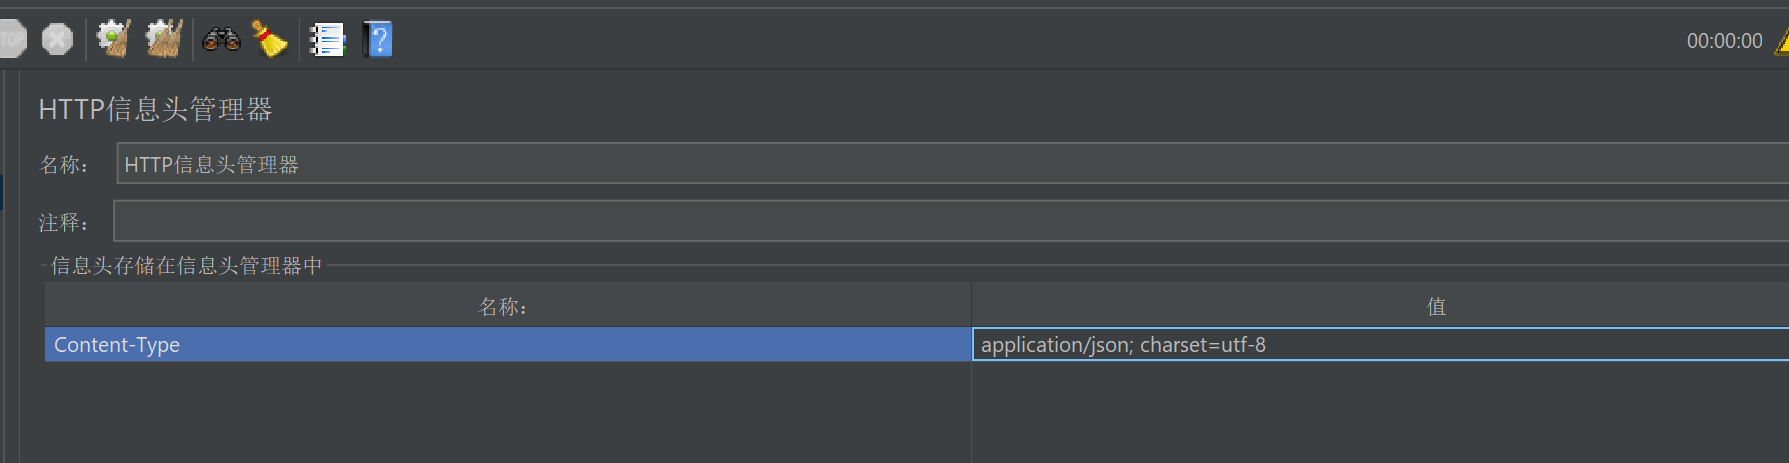 STOP
?
00:00:00
HTTP信息头管理器
名称： HTTP信息头管理器
注释：
信息头存储在信息头管理器中
名称： 值
Content-Type application/json; charset=utf-8